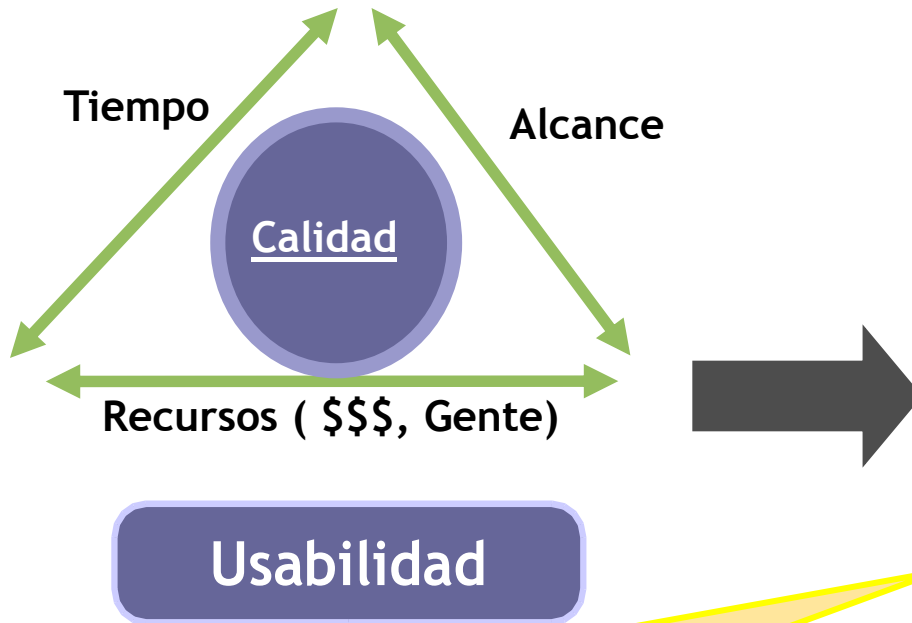 Tiempo
Alcance
Calidad
Recursos ( $$$, Gente)
Usabilidad